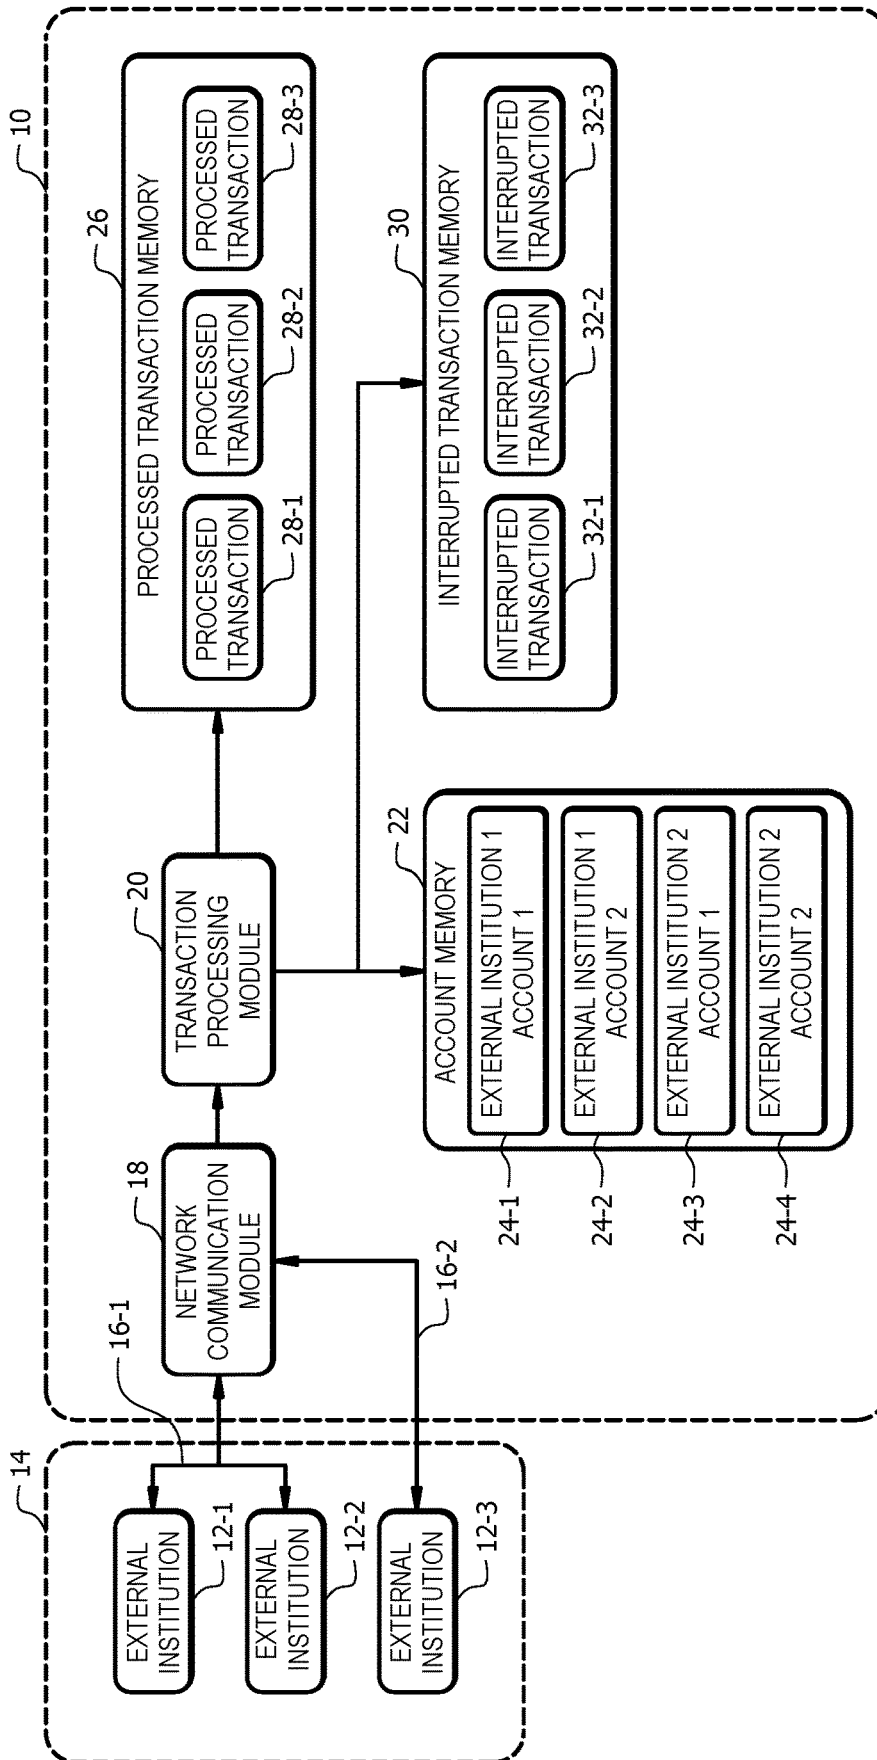 14
EXTERNAL
INSTITUTION
12-1
EXTERNAL
INSTITUTION
12-2
EXTERNAL
INSTITUTION
12-3
16-1
16-2
10
18
NETWORK
COMMUNICATION
MODULE
20
TRANSACTION
PROCESSING
MODULE
22
ACCOUNT MEMORY
EXTERNAL INSTITUTION 1
ACCOUNT 1
24-1
EXTERNAL INSTITUTION 1
ACCOUNT 2
24-2
EXTERNAL INSTITUTION 2
ACCOUNT 1
24-3
EXTERNAL INSTITUTION 2
ACCOUNT 2
24-4
26
PROCESSED TRANSACTION MEMORY
PROCESSED
TRANSACTION
28-1
PROCESSED
TRANSACTION
28-2
PROCESSED
TRANSACTION
28-3
30
INTERRUPTED TRANSACTION MEMORY
INTERRUPTED
TRANSACTION
32-1
INTERRUPTED
TRANSACTION
32-2
INTERRUPTED
TRANSACTION
32-3